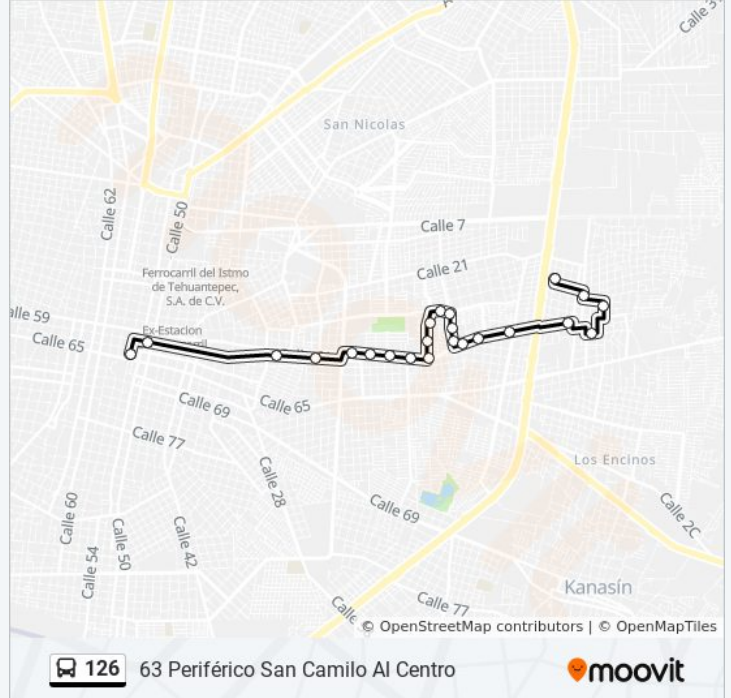 Calle 31
San Nicolas
Calle 62
Calle 50
Calle 7
Calle 21
Ferrocarril del Istmo
de Tehuantepec,
S.A. de C.V.
alle 59
Calle 65
Ex-Estacion
Calle 69
Calle 65
Calle 77
Los Encinos
Calle 28
Calle 69
Calle 2C
Calle 60
Calle 50
Calle 42
Calle 54
Kanasín
Calle
Calle 77
© OpenStreetMap contributors | © OpenMapTiles
126 63 Periférico San Camilo Al Centro
moovit